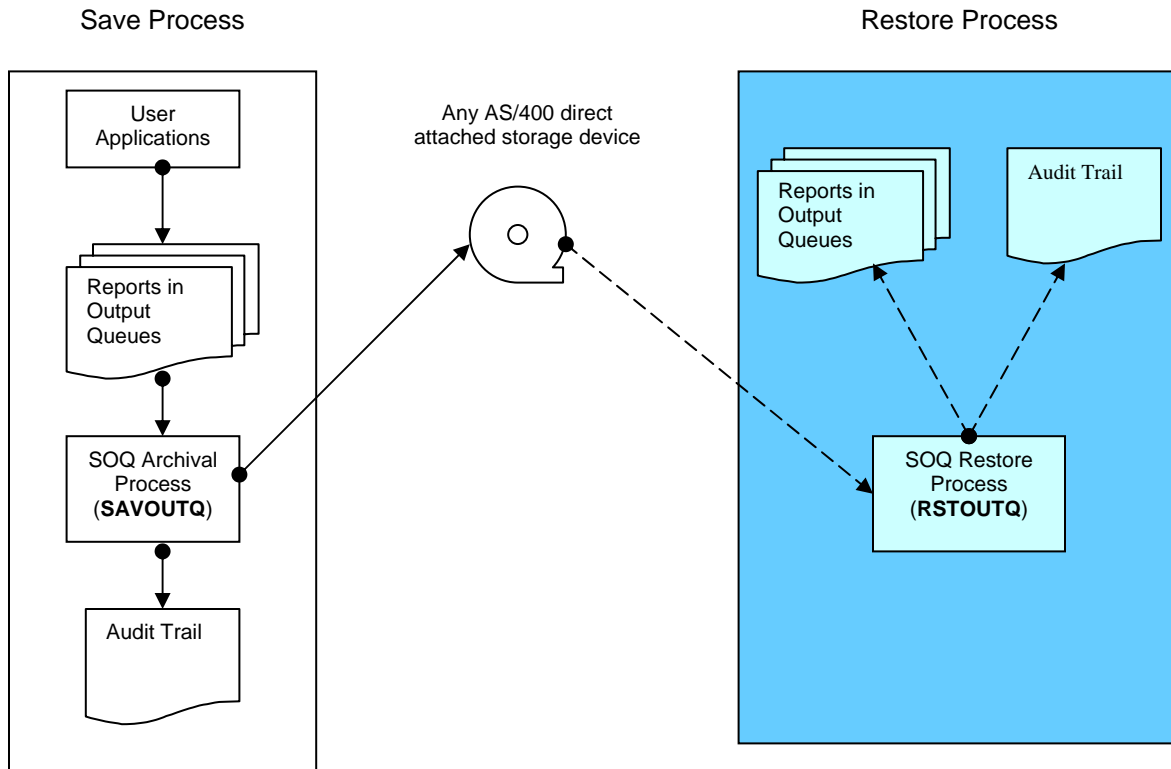 Save Process
Restore Process
User
Applications
Reports in
Output
Queues
SOQ Archival
Process
(SAVOUTQ)
Audit Trail
Any AS/400 direct
attached storage device
Reports in
Output
Queues
Audit Trail
SOQ Restore
Process
(RSTOUTQ)